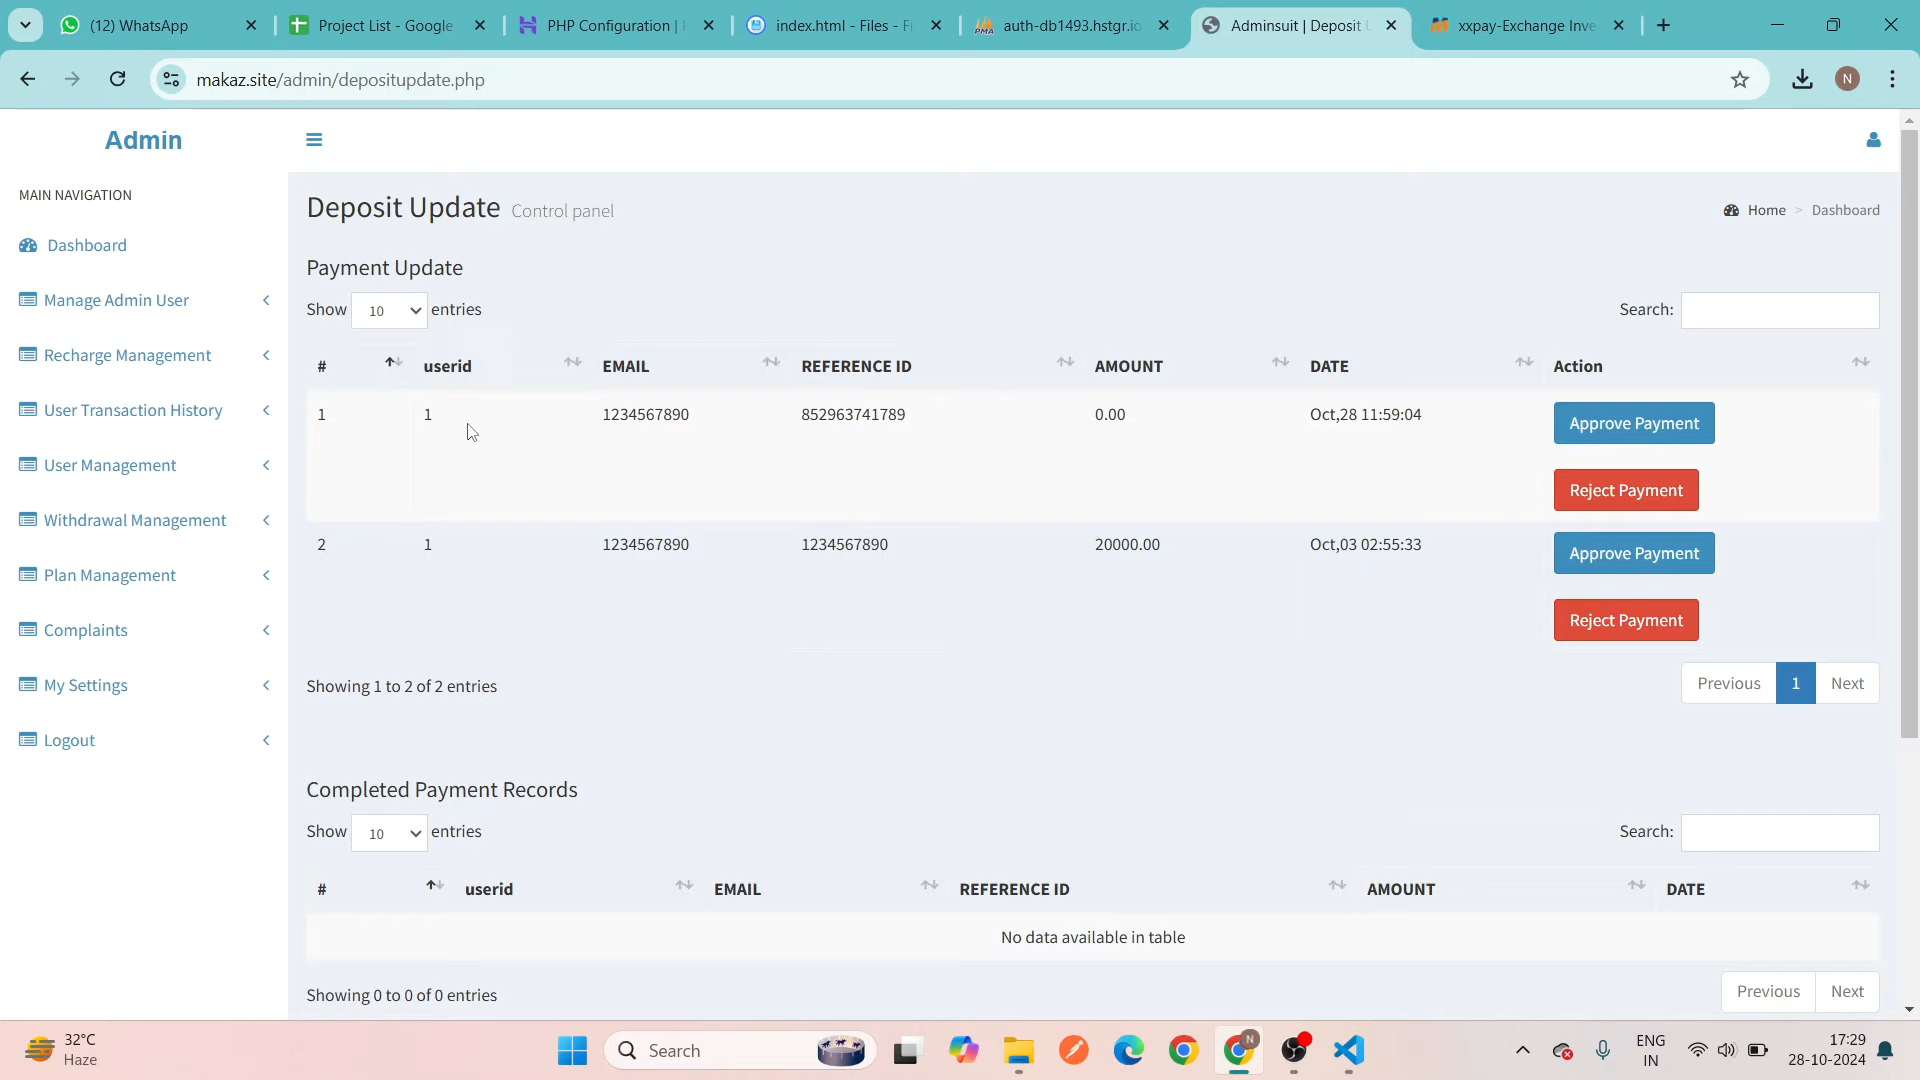 (12) WhatsApp
Project List - Google
PHP Configuration |
index.html - Files - Fi
auth-db1493.hstgr.io
Adminsuit | Deposit U
xxpay-Exchange Inve
makaz.site/admin/depositupdate.php
N
Admin
MAIN NAVIGATION
Dashboard
Manage Admin User
Recharge Management
User Transaction History
User Management
Withdrawal Management
Plan Management
Complaints
My Settings
Logout
Deposit Update Control panel
Home > Dashboard
Payment Update
Show 10 entries
Search:
# userid EMAIL REFERENCE ID AMOUNT DATE Action
1 1 1234567890 852963741789 0.00 Oct,28 11:59:04 Approve Payment
Reject Payment
2 1 1234567890 1234567890 20000.00 Oct,03 02:55:33 Approve Payment
Reject Payment
Showing 1 to 2 of 2 entries
Previous 1 Next
Completed Payment Records
Show 10 entries
Search:
# userid EMAIL REFERENCE ID AMOUNT DATE
No data available in table
Showing 0 to 0 of 0 entries
Previous Next
32°C
Haze
Search
N
ENG
IN
17:29
28-10-2024